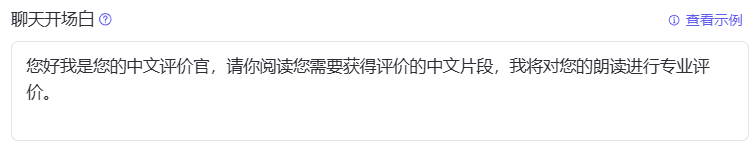 聊天开场白
查看示例
您好我是您的中文评价官，请你阅读您需要获得评价的中文片段，我将对您的朗读进行专业评
价。